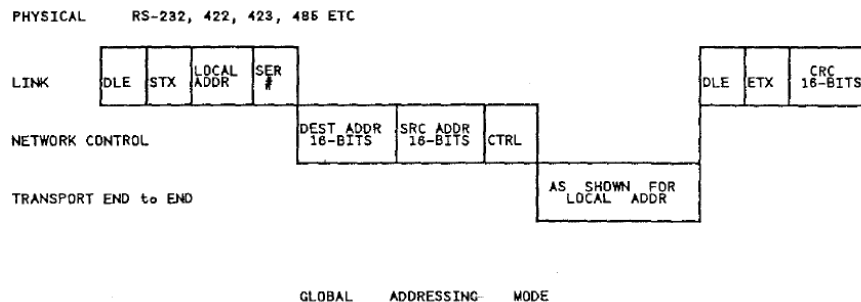 PHYSICAL RS-232, 422, 423, 485 ETC
LINK DLE STX LOCAL ADDR SER # DLE ETX CRC 16-BITS
NETWORK CONTROL DEST ADDR 16-BITS SRC ADDR 16-BITS CTRL
TRANSPORT END to END AS SHOWN FOR LOCAL ADDR
GLOBAL ADDRESSING MODE